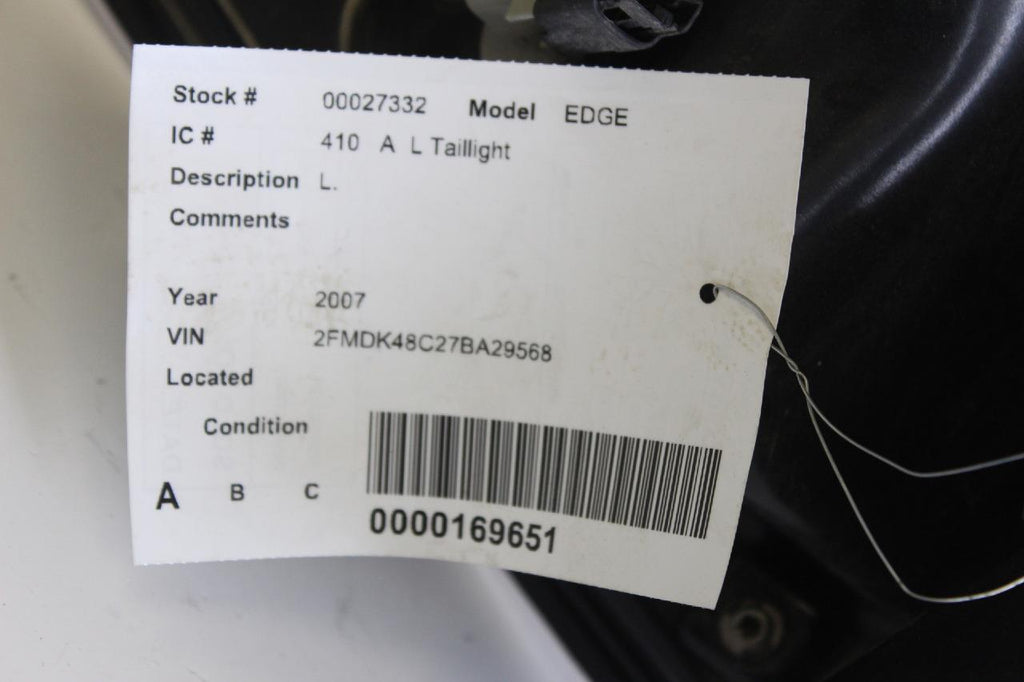 Stock # 00027332 Model EDGE
IC # 410 A L Taillight
Description L.
Comments
Year 2007
VIN 2FMDK48C27BA29568
Located
Condition
A B C
0000169651